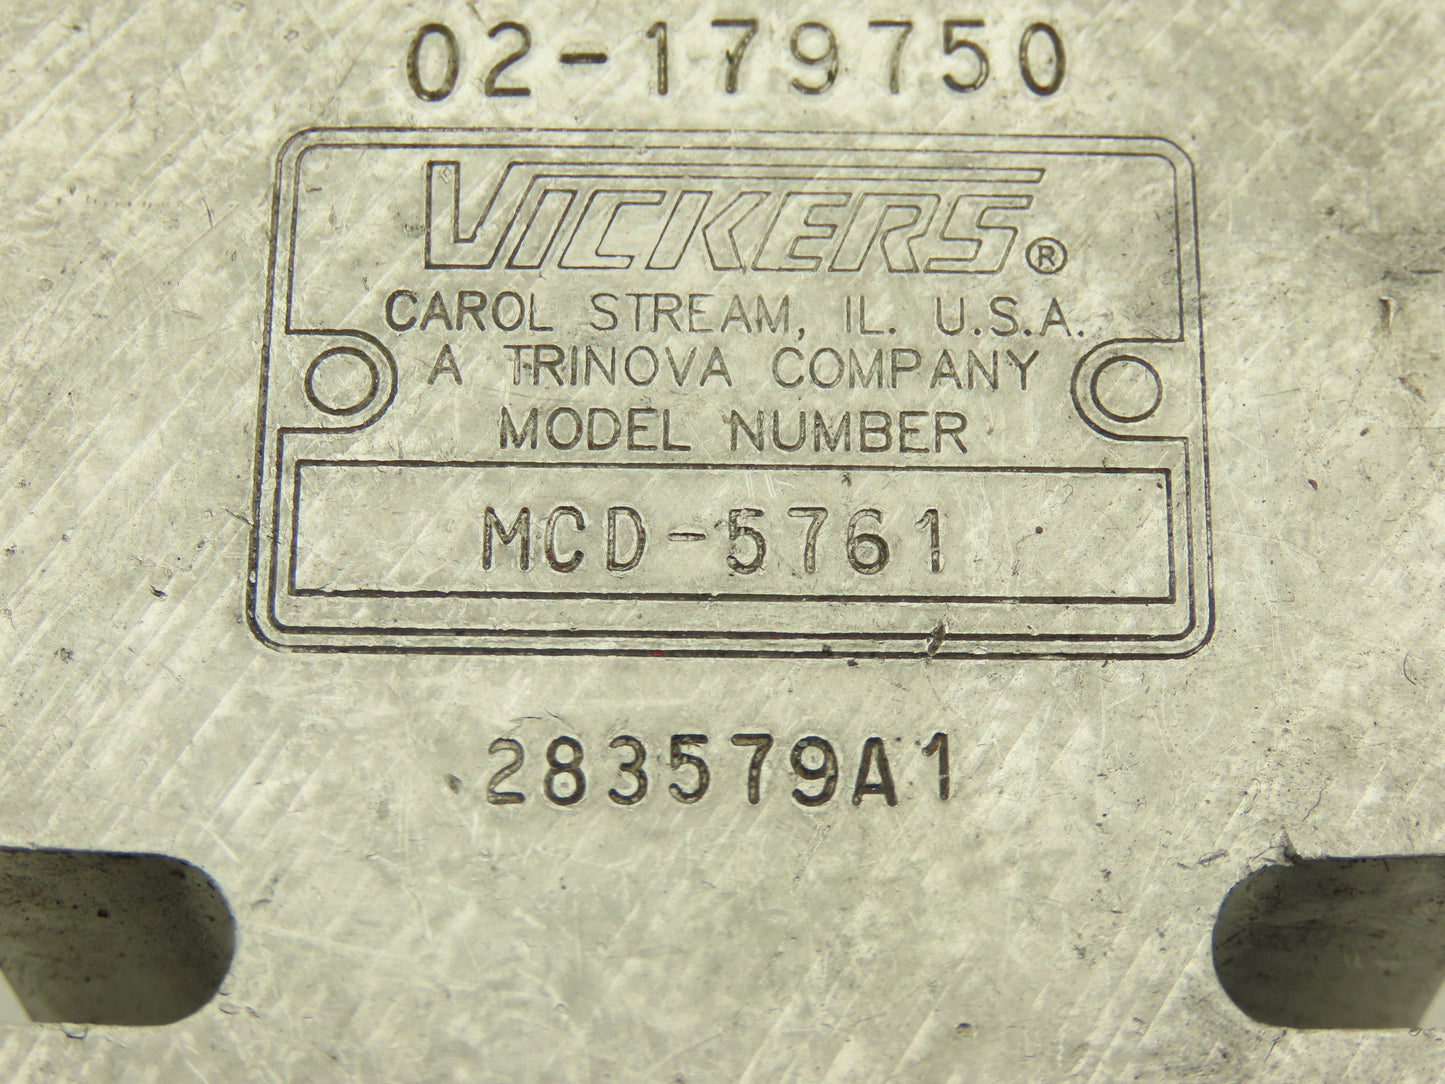 02-179750
VICKERS®
CAROL STREAM, IL. U.S.A.
A TRINOVA COMPANY
MODEL NUMBER
MCD-5761
283579A1